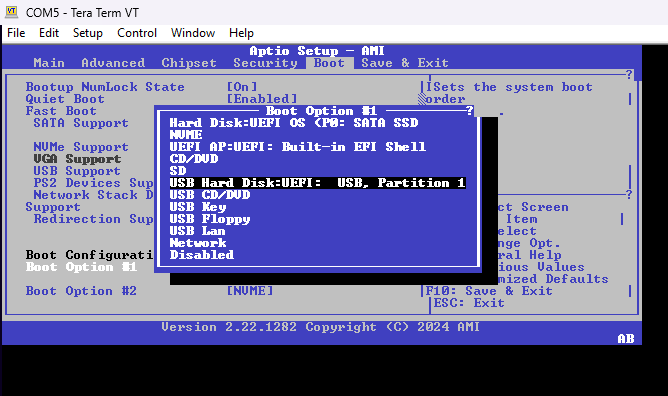 COM5 - Tera Term VT
File Edit Setup Control Window Help
Aptio Setup - AMI
Main Advanced Chipset Security Boot Save & Exit
Bootup NumLock State [On] Sets the system boot
Quiet Boot [Enabled] order
Fast Boot
SATA Support
NVMe Support
VGA Support
USB Support
PS2 Devices Sup
Network Stack D
Support
Redirection Sup
Boot Configurati
Boot Option #1
Boot Option #2 [NVME]
Boot Option #1
Hard Disk:UEFI OS (P0: SATA SSD
NVME
UEFI AP:UEFI: Built-in EFI Shell
CD/DVD
SD
USB Hard Disk:UEFI: USB, Partition 1
USB CD/DVD
USB Key
USB Floppy
USB Lan
Network
Disabled
ct Screen
Item
elect
nge Opt.
ral Help
ious Values
mized Defaults
F10: Save & Exit
ESC: Exit
Version 2.22.1282 Copyright (C) 2024 AMI
AB